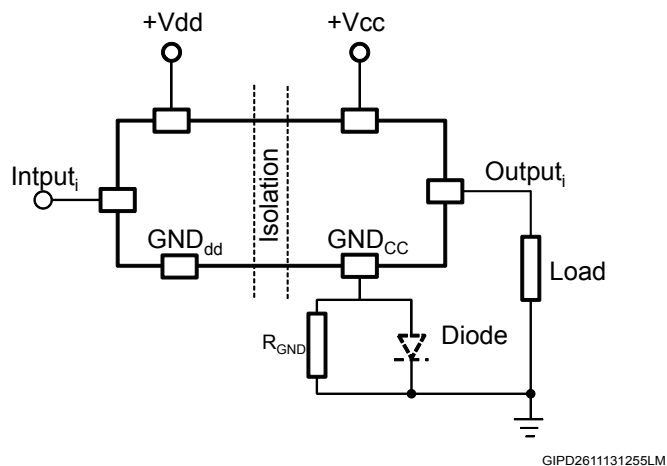 +Vdd
+Vcc
Intput_i
Isolation
Output_i
GND_dd
GND_CC
Load
R_GND
Diode
GIPD2611131255LM